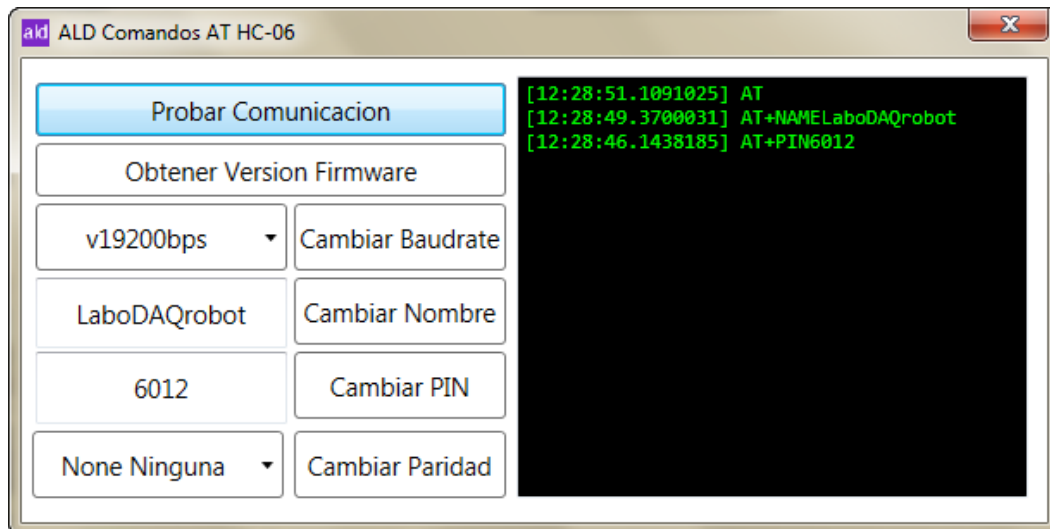 ald ALD Comandos AT HC-06
Probar Comunicacion
Obtener Version Firmware
v19200bps Cambiar Baudrate
LaboDAQrobot Cambiar Nombre
6012 Cambiar PIN
None Ninguna Cambiar Paridad
[12:28:51.1091025] AT
[12:28:49.3700031] AT+NAMELaboDAQrobot
[12:28:46.1438185] AT+PIN6012